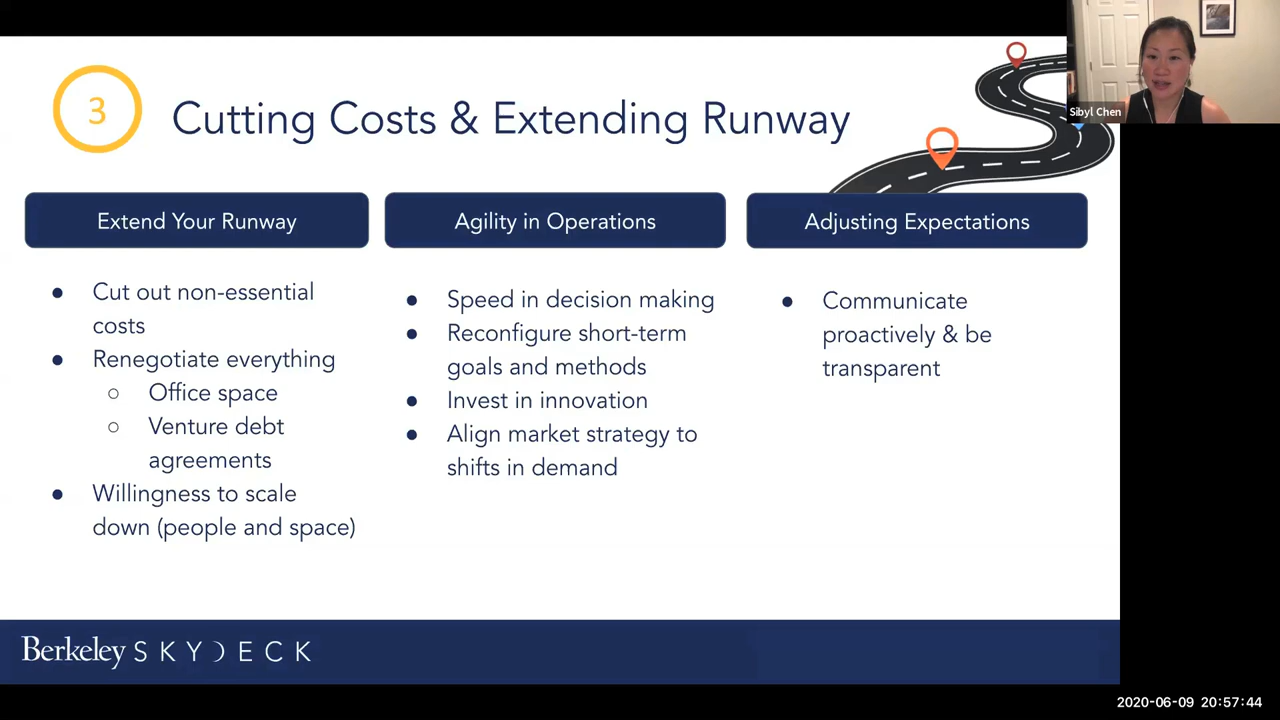 3
Cutting Costs & Extending Runway
Sibyl Chen
Extend Your Runway
● Cut out non-essential
costs
● Renegotiate everything
○ Office space
○ Venture debt
agreements
● Willingness to scale
down (people and space)
Agility in Operations
● Speed in decision making
● Reconfigure short-term
goals and methods
● Invest in innovation
● Align market strategy to
shifts in demand
Adjusting Expectations
● Communicate
proactively & be
transparent
Berkeley SKYDECK
2020-06-09 20:57:44